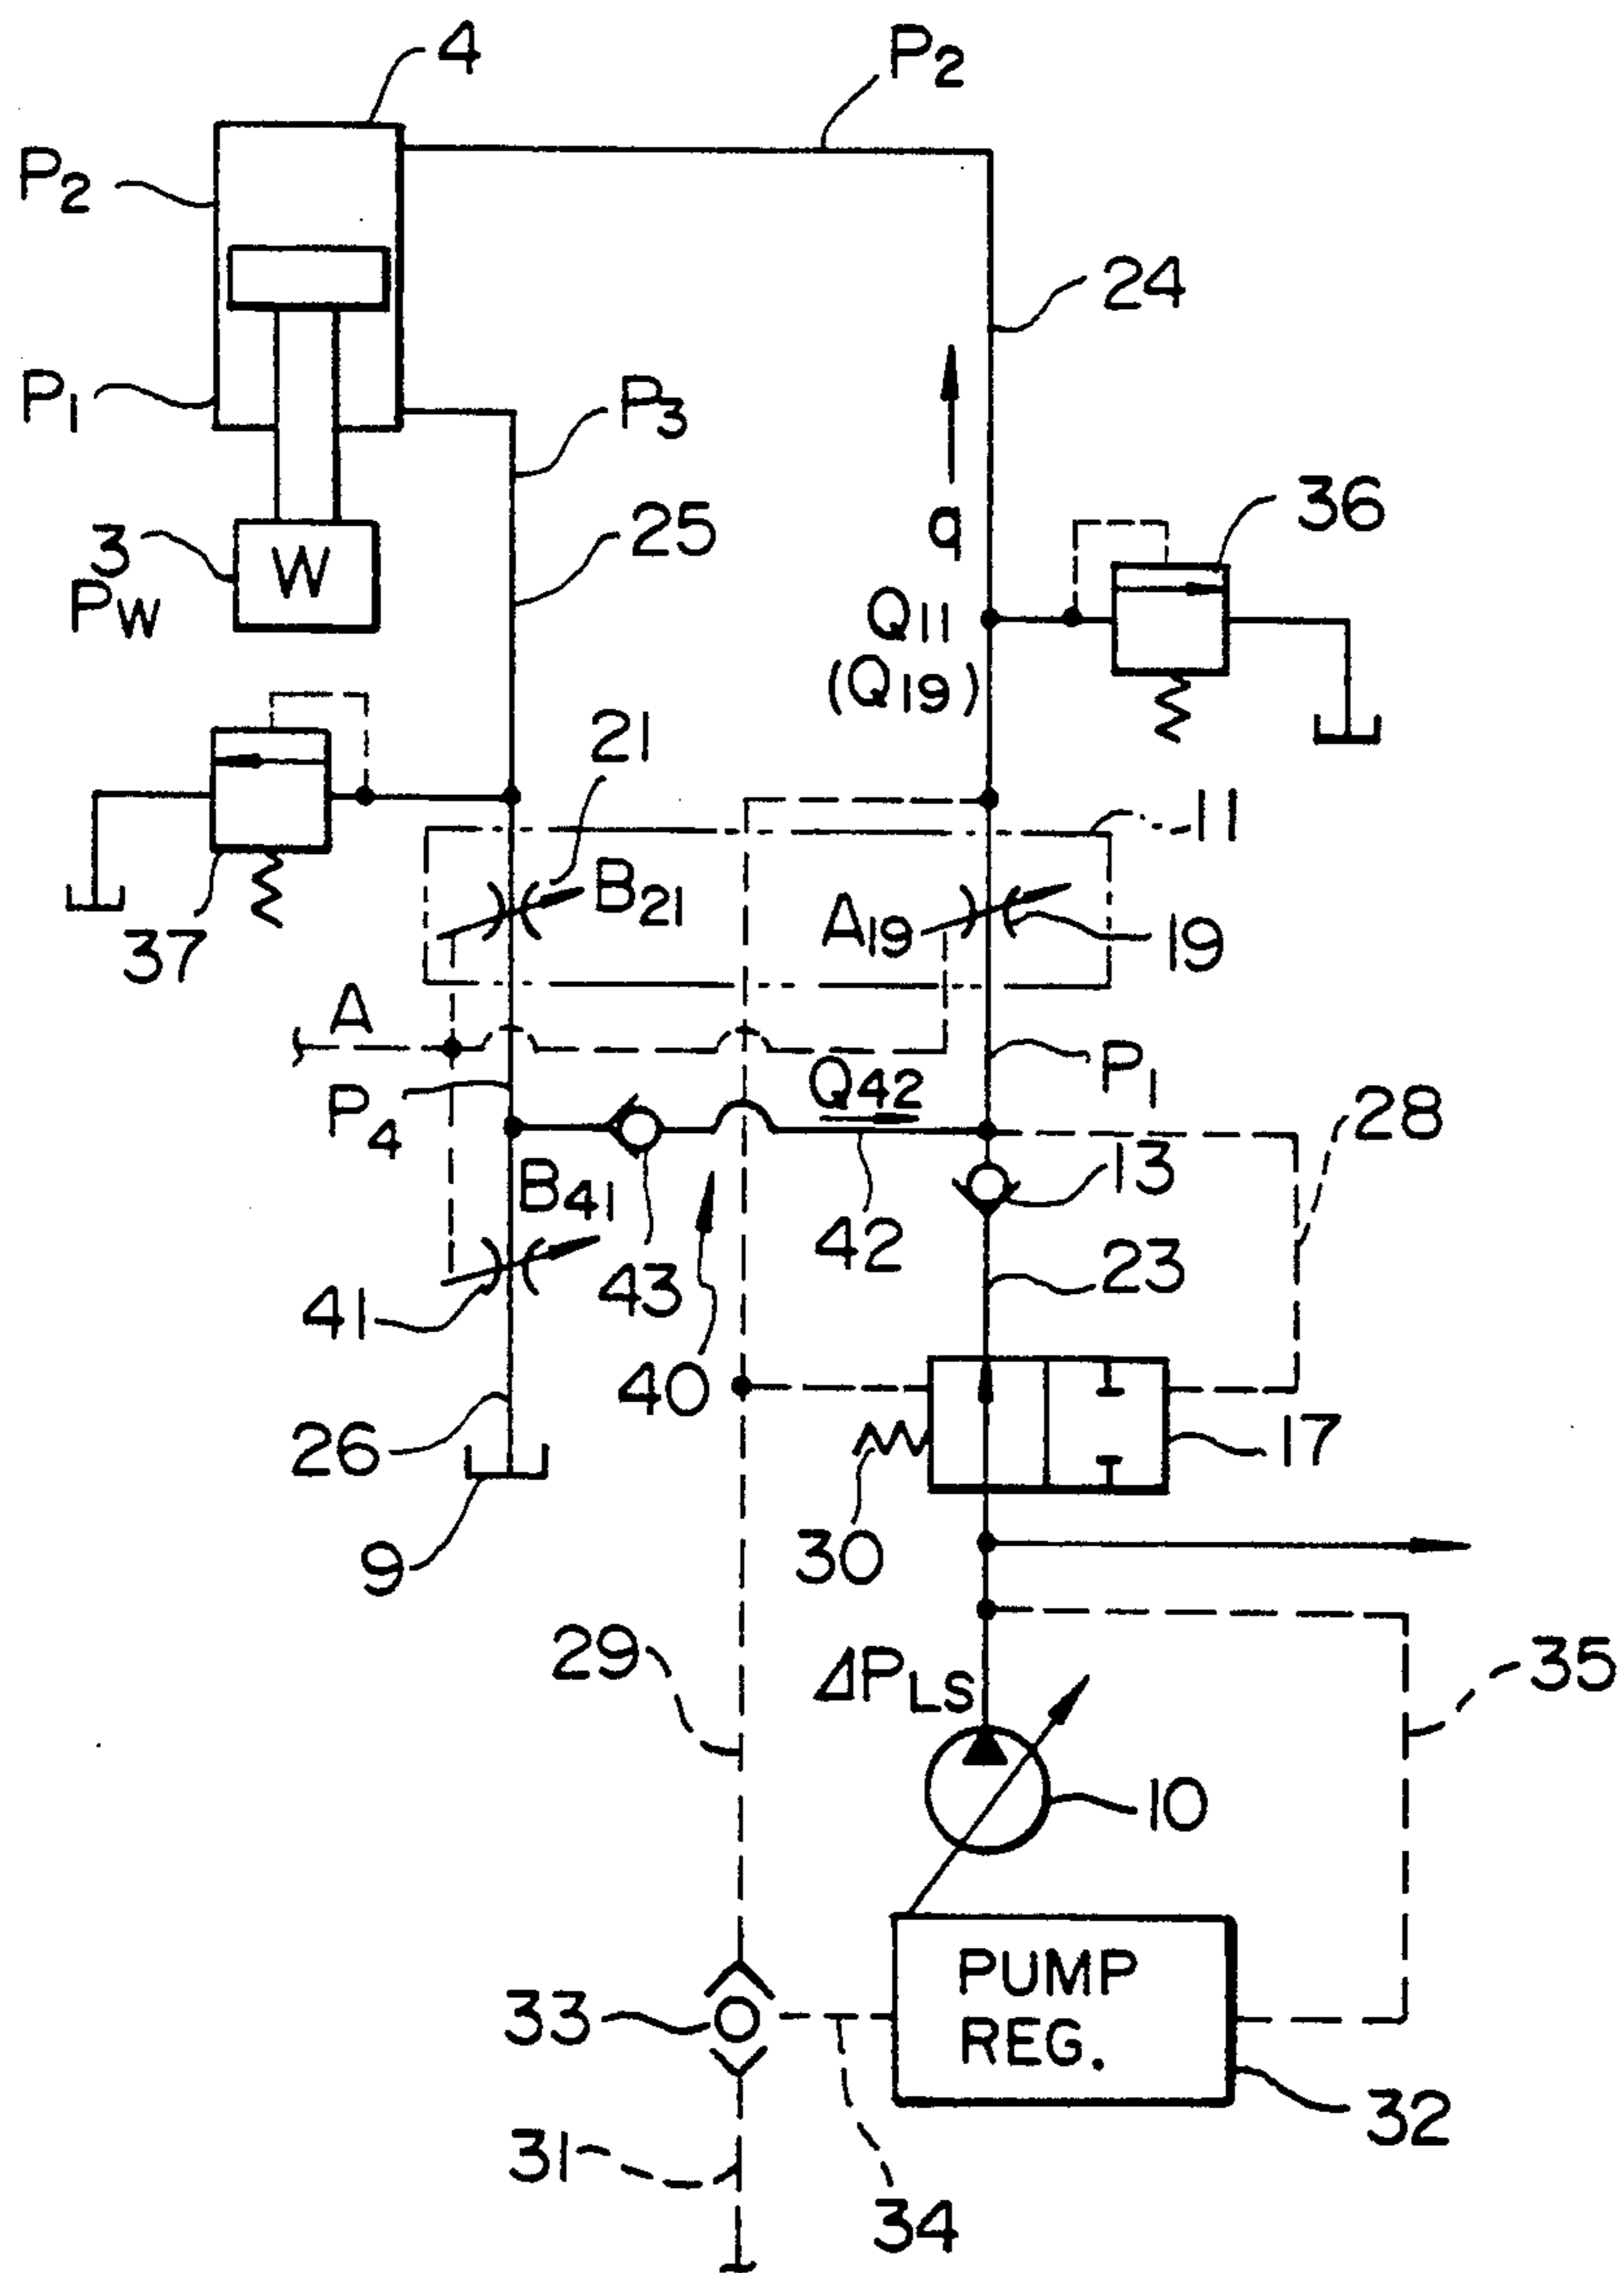 4
P2
P2
24
P1
P3
36
25
q
3
W
PW
Q11
(Q19)
21
11
B21
A19
19
37
A
P1
Q42
P4
28
13
B41
42
23
43
41
40
26
17
30
9
29
35
ΔPLS
10
PUMP
REG.
33
32
31
34